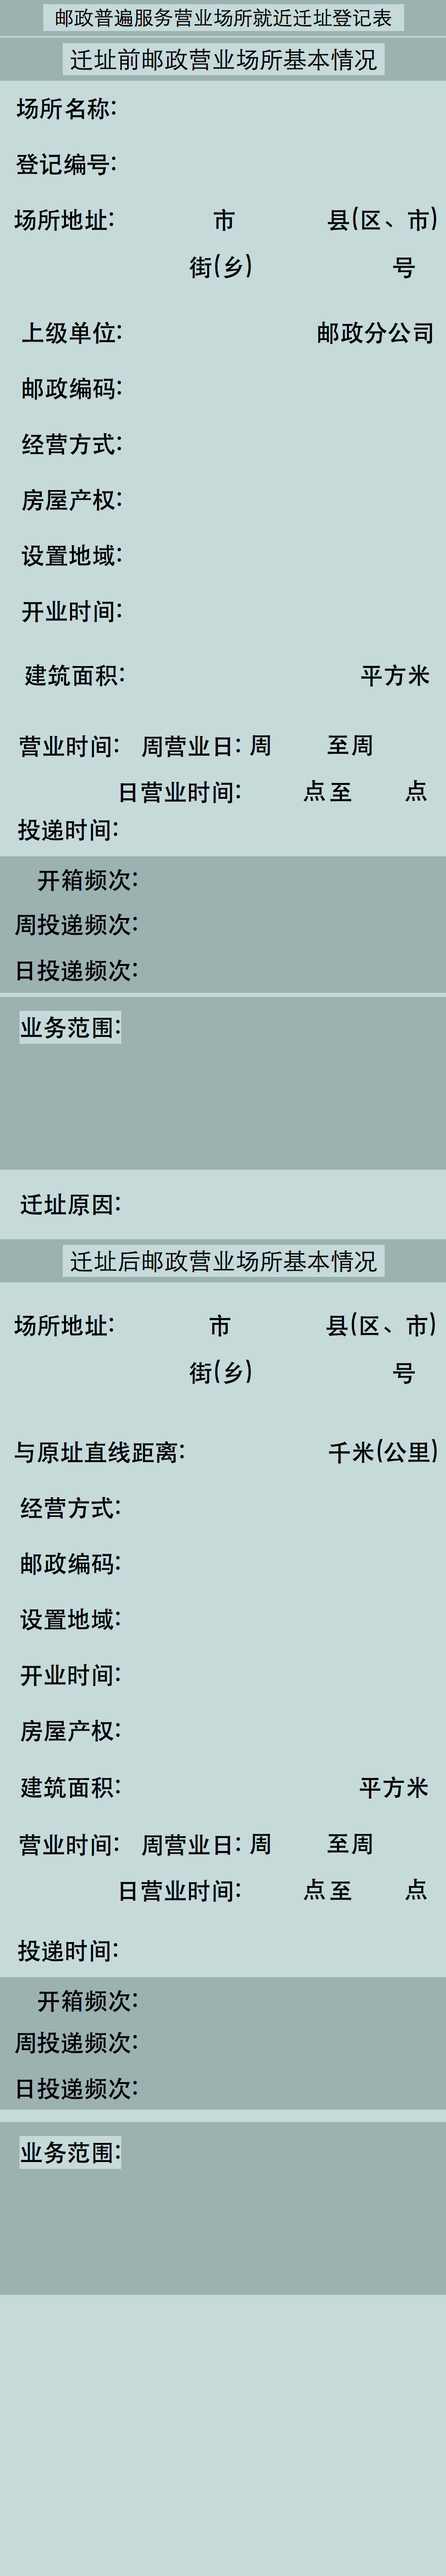 邮政普遍服务营业场所就近迁址登记表
迁址前邮政营业场所基本情况
场所名称:
登记编号:
场所地址: 市 县(区、市)
街(乡) 号
上级单位: 邮政分公司
邮政编码:
经营方式:
房屋产权:
设置地域:
开业时间:
建筑面积: 平方米
营业时间: 周营业日: 周 至周
日营业时间: 点至 点
投递时间:
开箱频次:
周投递频次:
日投递频次:
业务范围:
迁址原因:
迁址后邮政营业场所基本情况
场所地址: 市 县(区、市)
街(乡) 号
与原址直线距离: 千米(公里)
经营方式:
邮政编码:
设置地域:
开业时间:
房屋产权:
建筑面积: 平方米
营业时间: 周营业日: 周 至周
日营业时间: 点至 点
投递时间:
开箱频次:
周投递频次:
日投递频次:
业务范围: